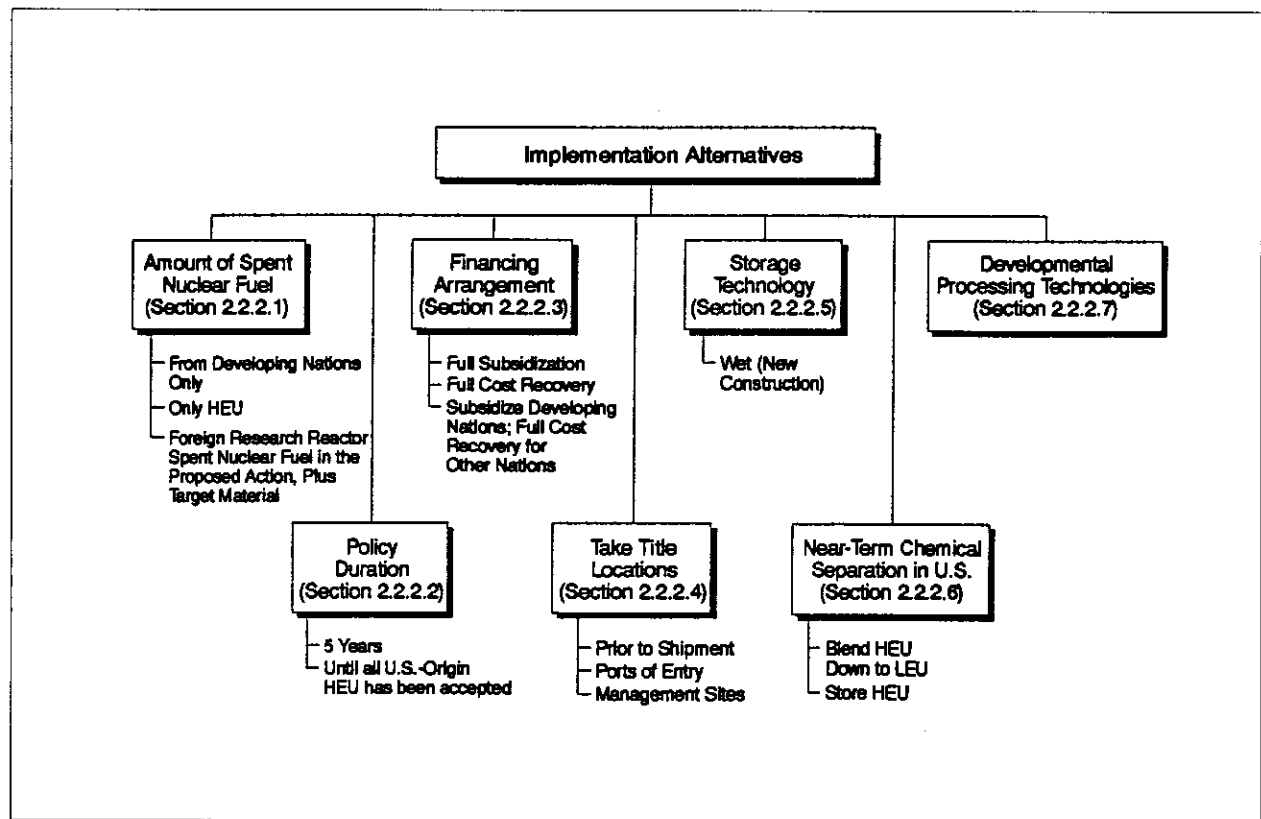 Implementation Alternatives
Amount of Spent
Nuclear Fuel
(Section 2.2.2.1)
From Developing Nations
Only
Only HEU
Foreign Research Reactor
Spent Nuclear Fuel in the
Proposed Action, Plus
Target Material
Financing
Arrangement
(Section 2.2.2.3)
Full Subsidization
Full Cost Recovery
Subsidize Developing
Nations; Full Cost
Recovery for
Other Nations
Storage
Technology
(Section 2.2.2.5)
Wet (New
Construction)
Developmental
Processing Technologies
(Section 2.2.2.7)
Policy
Duration
(Section 2.2.2.2)
5 Years
Until all U.S.-Origin
HEU has been accepted
Take Title
Locations
(Section 2.2.2.4)
Prior to Shipment
Ports of Entry
Management Sites
Near-Term Chemical
Separation in U.S.
(Section 2.2.2.6)
Blend HEU
Down to LEU
Store HEU